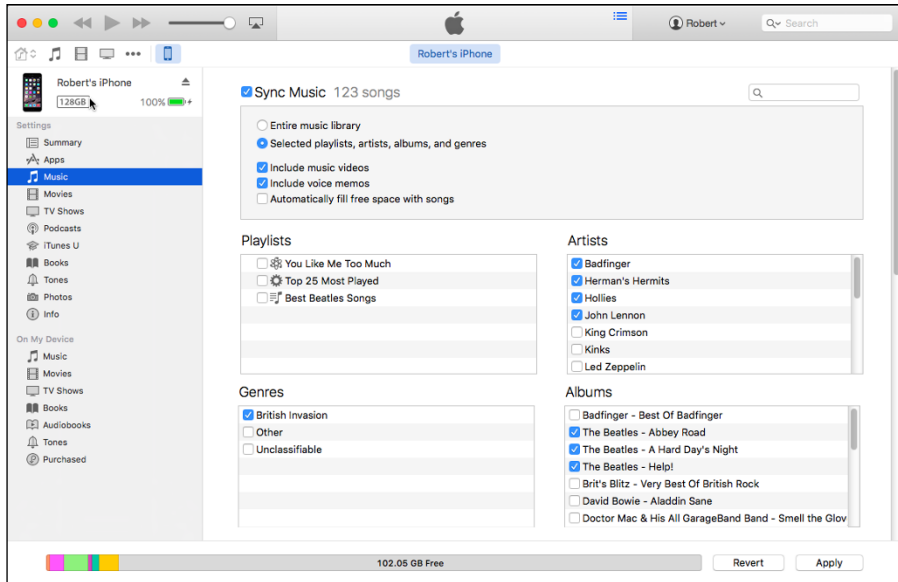 Robert
Search
Robert's iPhone
Robert's iPhone
128GB
100%
Settings
Summary
Apps
Music
Movies
TV Shows
Podcasts
iTunes U
Books
Tones
Photos
Info
On My Device
Music
Movies
TV Shows
Books
Audiobooks
Tones
Purchased
Sync Music 123 songs
Entire music library
Selected playlists, artists, albums, and genres
Include music videos
Include voice memos
Automatically fill free space with songs
Playlists
You Like Me Too Much
Top 25 Most Played
Best Beatles Songs
Artists
Badfinger
Herman's Hermits
Hollies
John Lennon
King Crimson
Kinks
Led Zeppelin
Genres
British Invasion
Other
Unclassifiable
Albums
Badfinger - Best Of Badfinger
The Beatles - Abbey Road
The Beatles - A Hard Day's Night
The Beatles - Help!
Brit's Blitz - Very Best Of British Rock
David Bowie - Aladdin Sane
Doctor Mac & His All GarageBand Band - Smell the Glov
102.05 GB Free
Revert
Apply